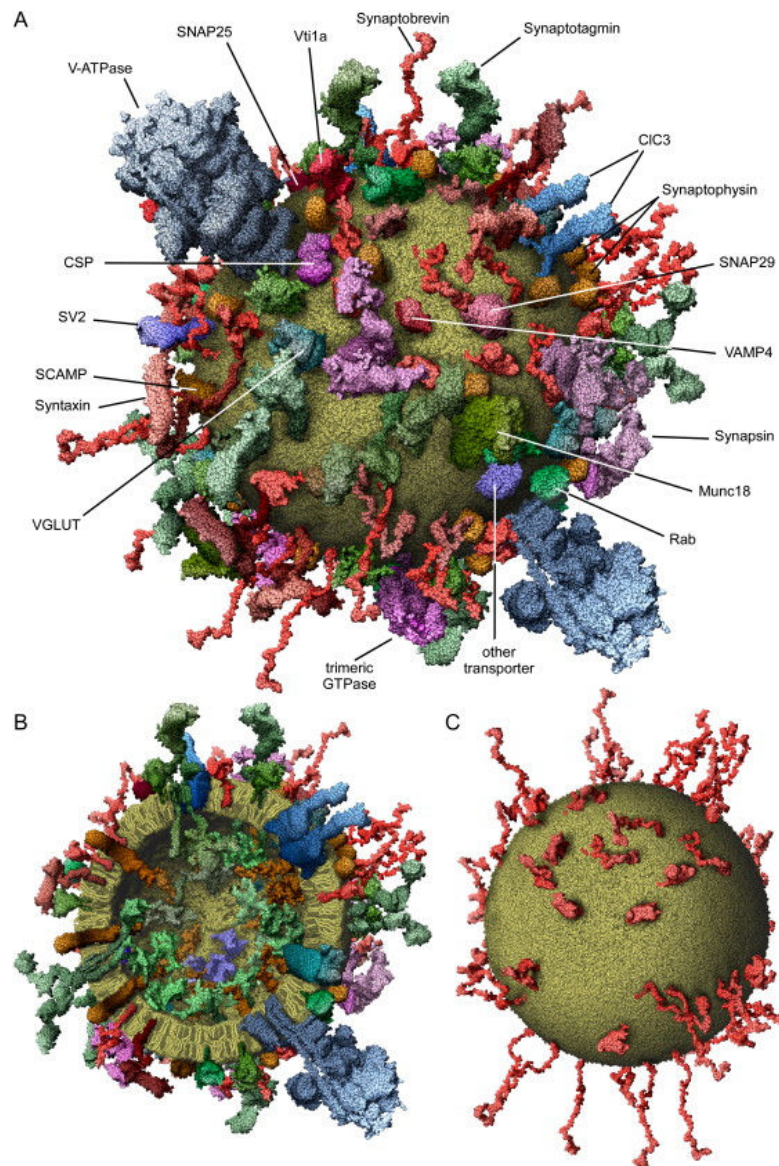 A
SNAP25
Vti1a
Synaptobrevin
Synaptotagmin
V-ATPase
ClC3
Synaptophysin
CSP
SNAP29
SV2
VAMP4
SCAMP
Syntaxin
Synapsin
Munc18
VGLUT
Rab
trimeric
GTPase
other
transporter
B
C